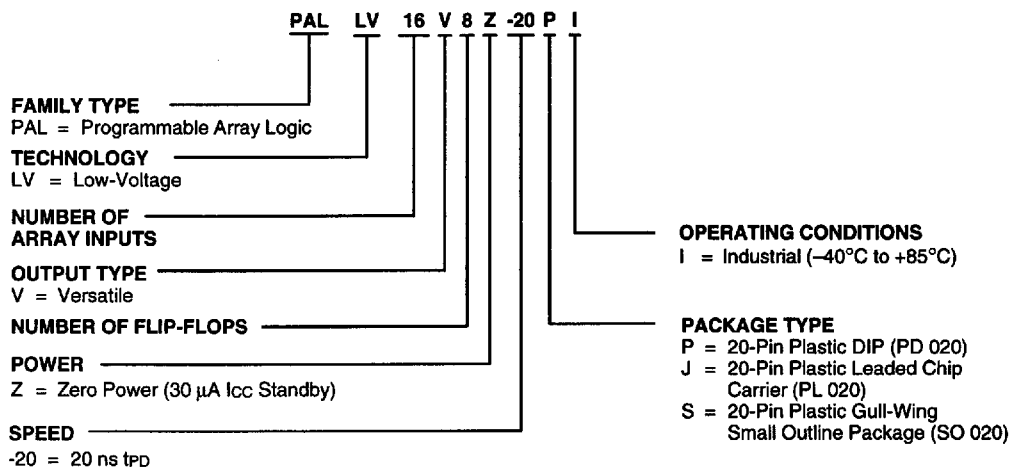 PAL LV 16 V 8 Z -20 P I
FAMILY TYPE
PAL = Programmable Array Logic
TECHNOLOGY
LV = Low-Voltage
NUMBER OF
ARRAY INPUTS
OUTPUT TYPE
V = Versatile
NUMBER OF FLIP-FLOPS
POWER
Z = Zero Power (30 µA ICC Standby)
SPEED
-20 = 20 ns tPD
OPERATING CONDITIONS
I = Industrial (–40°C to +85°C)
PACKAGE TYPE
P = 20-Pin Plastic DIP (PD 020)
J = 20-Pin Plastic Leaded Chip
Carrier (PL 020)
S = 20-Pin Plastic Gull-Wing
Small Outline Package (SO 020)